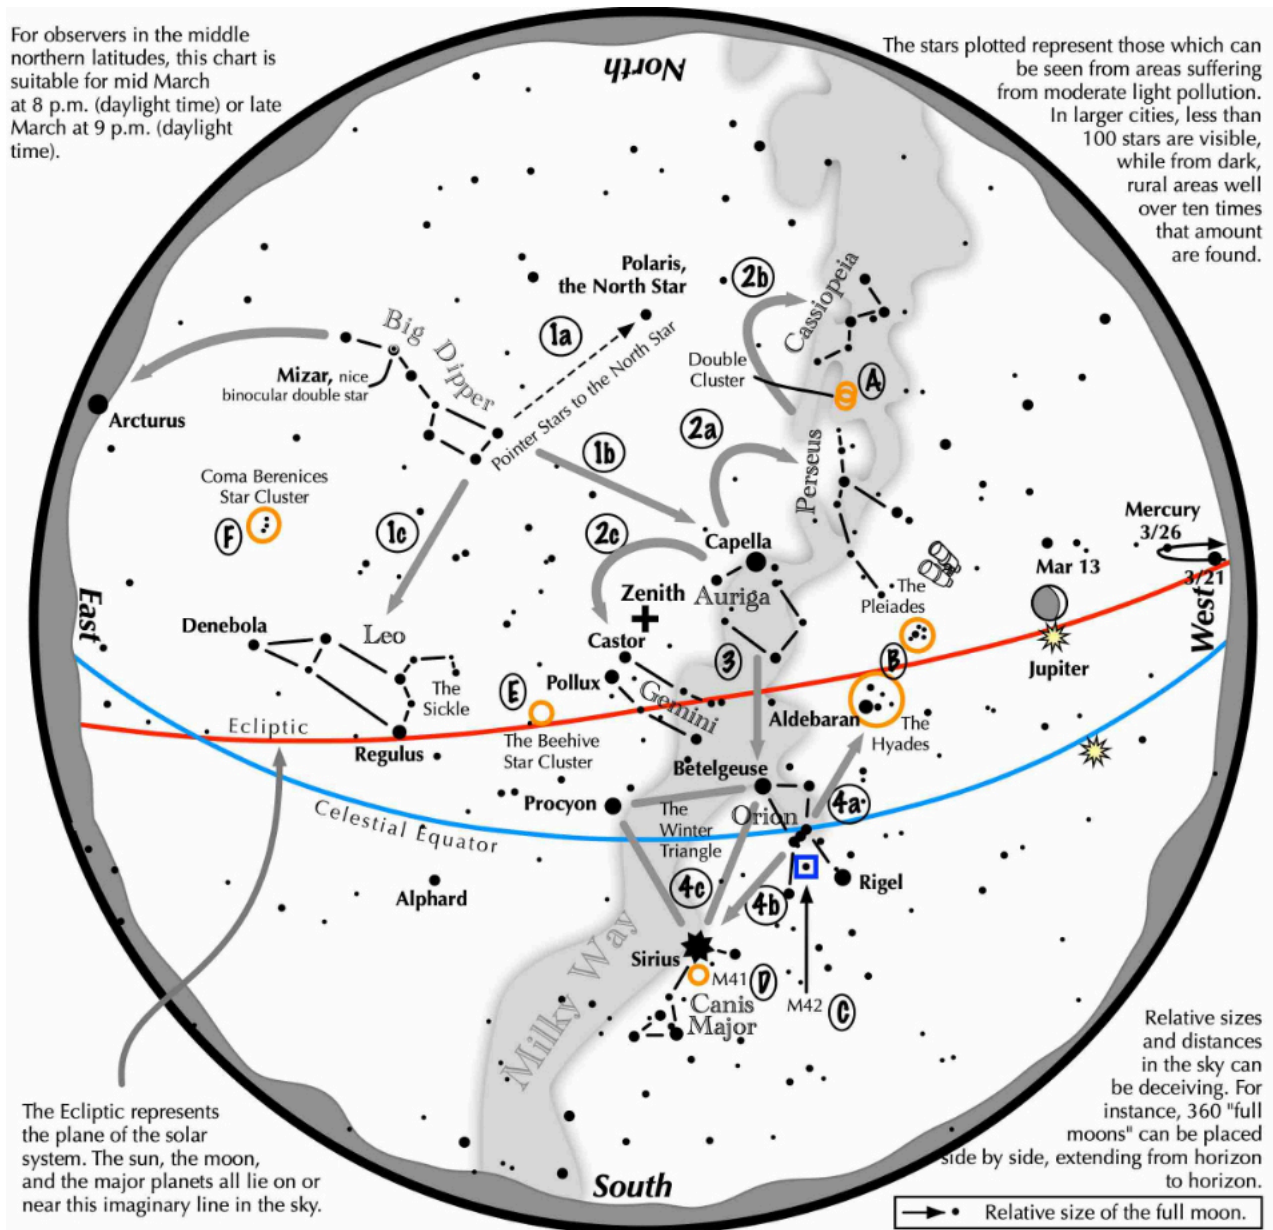 For observers in the middle
northern latitudes, this chart is
suitable for mid March
at 8 p.m. (daylight time) or late
March at 9 p.m. (daylight
time).
The stars plotted represent those which can
be seen from areas suffering
from moderate light pollution.
In larger cities, less than
100 stars are visible,
while from dark,
rural areas well
over ten times
that amount
are found.
North
Polaris,
the North Star
2b
Cassiopeia
1a
Big Dipper
Mizar, nice
binocular double star
Pointer Stars to the North Star
Double
Cluster
A
Arcturus
2a
Perseus
1b
Coma Berenices
Star Cluster
F
1c
2c
Capella
Mercury
3/26
3/21
Mar 13
East
West
Zenith
Auriga
The
Pleiades
Denebola
Leo
Castor
3
B
Jupiter
Pollux
Gemini
The
Sickle
E
Aldebaran
The
Hyades
Ecliptic
Regulus
The Beehive
Star Cluster
Betelgeuse
Procyon
The
Winter
Triangle
Orion
4a
Celestial Equator
Alphard
4c
4b
Rigel
Milky Way
Sirius
M41
D
M42
C
Canis
Major
South
The Ecliptic represents
the plane of the solar
system. The sun, the moon,
and the major planets all lie on or
near this imaginary line in the sky.
Relative sizes
and distances
in the sky can
be deceiving. For
instance, 360 "full
moons" can be placed
side by side, extending from horizon
to horizon.
Relative size of the full moon.